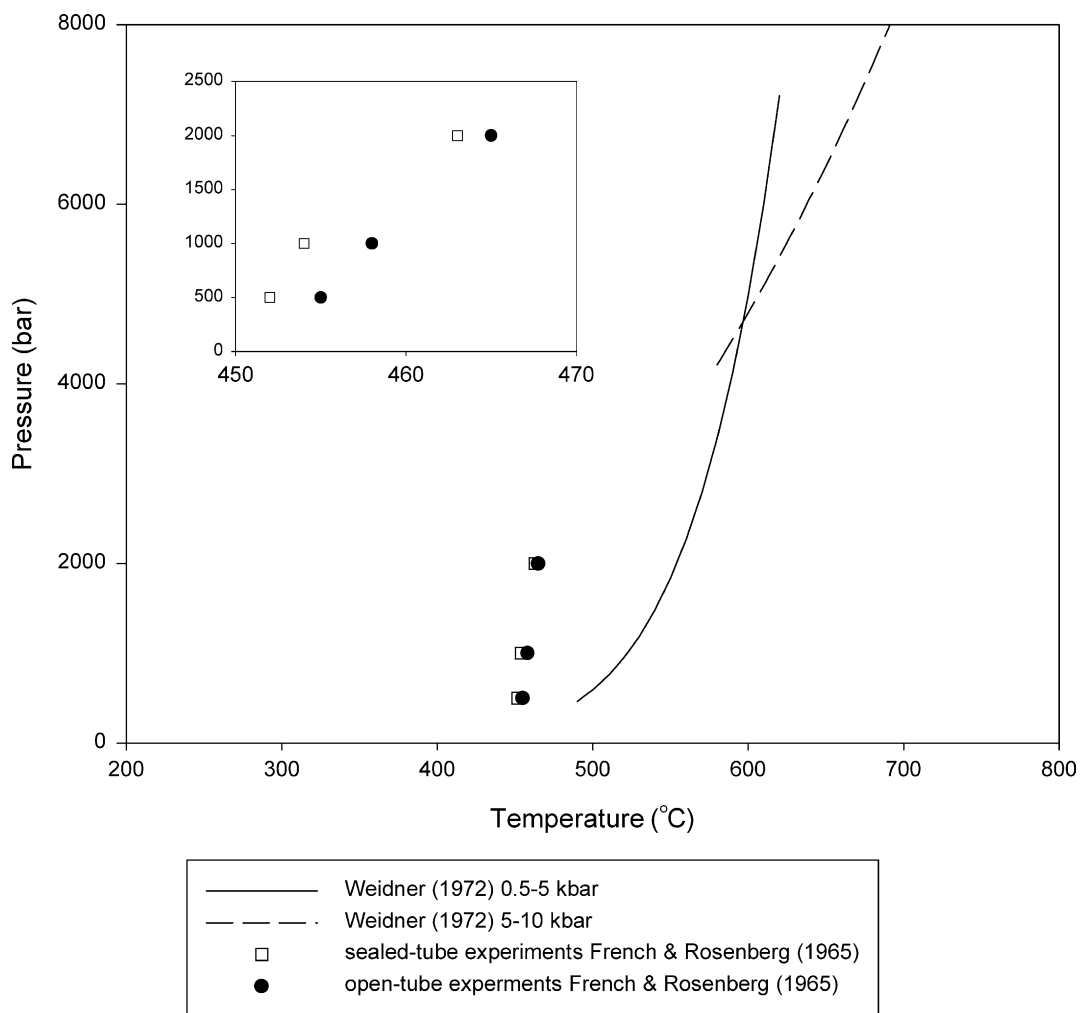 8000
6000
4000
2000
0
Pressure (bar)
2500
2000
1500
1000
500
0
450 460 470
200 300 400 500 600 700 800
Temperature (°C)
Weidner (1972) 0.5-5 kbar
Weidner (1972) 5-10 kbar
sealed-tube experiments French & Rosenberg (1965)
open-tube experments French & Rosenberg (1965)